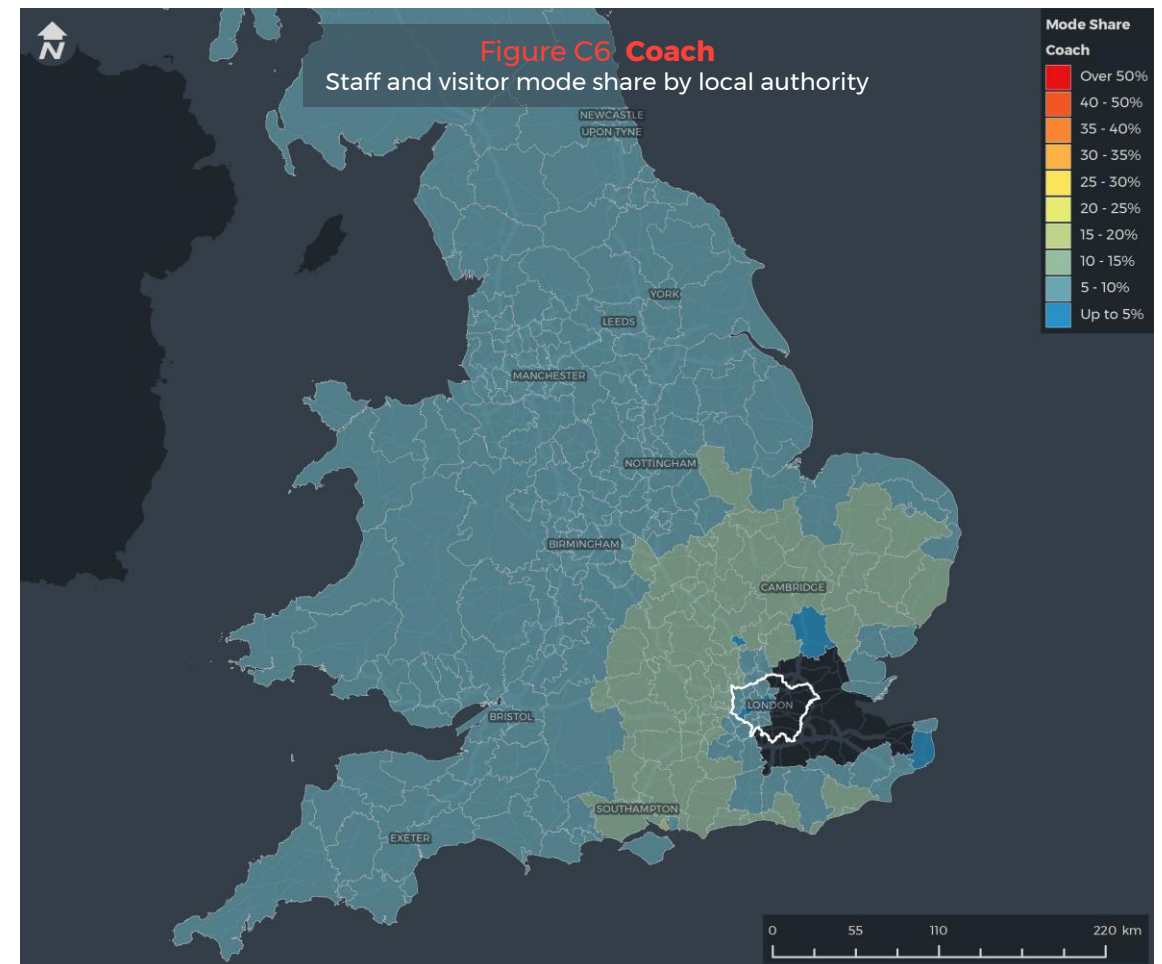 N
Figure C6 Coach
Staff and visitor mode share by local authority
Mode Share
Coach
Over 50%
40 - 50%
35 - 40%
30 - 35%
25 - 30%
20 - 25%
15 - 20%
10 - 15%
5 - 10%
Up to 5%
NEWCASTLE
UPON TYNE
YORK
LEEDS
MANCHESTER
NOTTINGHAM
BIRMINGHAM
CAMBRIDGE
LONDON
BRISTOL
SOUTHAMPTON
EXETER
0 55 110 220 km